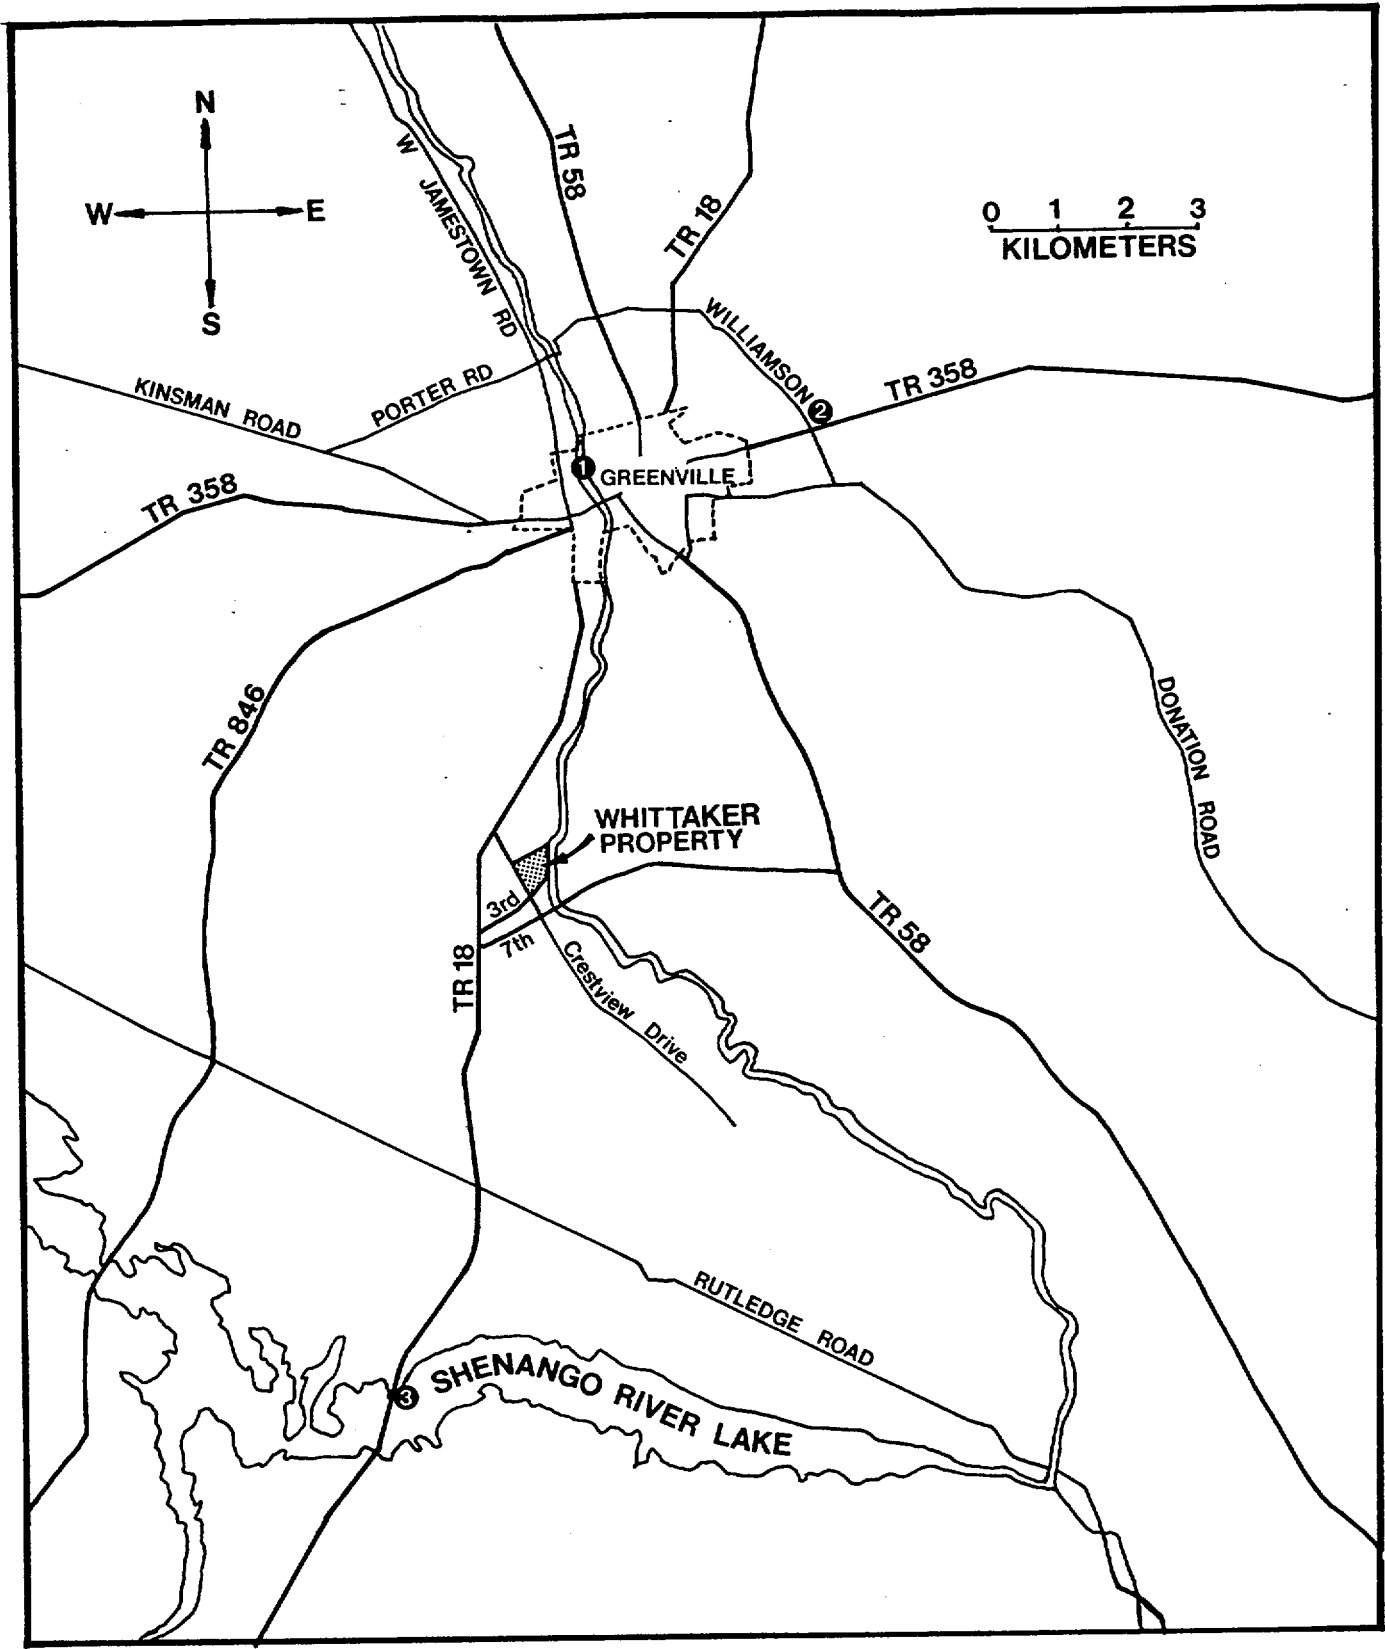 N
W E
S
W JAMESTOWN RD
TR 58
TR 18
0 1 2 3
KILOMETERS
WILLIAMSON
2
TR 358
KINSMAN ROAD
PORTER RD
1
GREENVILLE
TR 358
TR 846
DONATION ROAD
WHITTAKER
PROPERTY
3rd
7th
TR 18
TR 58
Crestview Drive
RUTLEDGE ROAD
3
SHENANGO RIVER LAKE